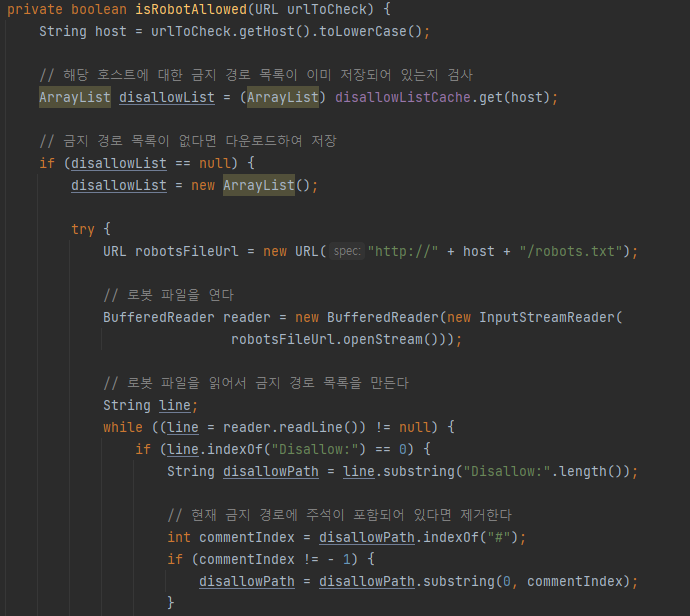 private boolean isRobotAllowed(URL urlToCheck) {
String host = urlToCheck.getHost().toLowerCase();
// 해당 호스트에 대한 금지 경로 목록이 이미 저장되어 있는지 검사
ArrayList disallowList = (ArrayList) disallowListCache.get(host);
// 금지 경로 목록이 없다면 다운로드하여 저장
if (disallowList == null) {
disallowList = new ArrayList();
try {
URL robotsFileUrl = new URL( spec: "http://" + host + "/robots.txt");
// 로봇 파일을 연다
BufferedReader reader = new BufferedReader(new InputStreamReader(
robotsFileUrl.openStream()));
// 로봇 파일을 읽어서 금지 경로 목록을 만든다
String line;
while ((line = reader.readLine()) != null) {
if (line.indexOf("Disallow:") == 0) {
String disallowPath = line.substring("Disallow:".length());
// 현재 금지 경로에 주석이 포함되어 있다면 제거한다
int commentIndex = disallowPath.indexOf("#");
if (commentIndex != - 1) {
disallowPath = disallowPath.substring(0, commentIndex);
}